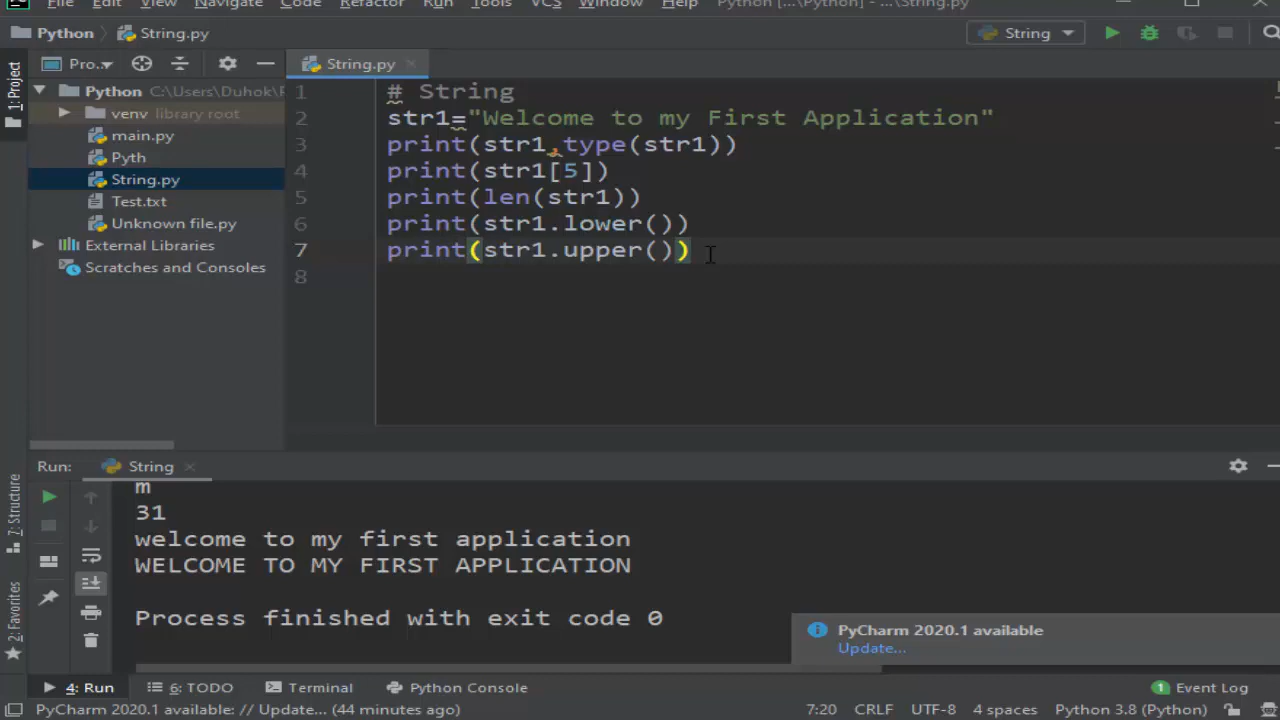 File Edit View Navigate Code Refactor Run Tools VCS Window Help Python [...\Python] - ...\String.py
Python String.py String
1: Project Pro... String.py
Python C:\Users\Duhok\
venv library root
main.py
Pyth
String.py
Test.txt
Unknown file.py
External Libraries
Scratches and Consoles
1 # String
2 str1="Welcome to my First Application"
3 print(str1,type(str1))
4 print(str1[5])
5 print(len(str1))
6 print(str1.lower())
7 print(str1.upper())
8
7: Structure
2: Favorites
Run: String
m
31
welcome to my first application
WELCOME TO MY FIRST APPLICATION
Process finished with exit code 0
PyCharm 2020.1 available
Update...
4: Run 6: TODO Terminal Python Console 1 Event Log
PyCharm 2020.1 available: // Update... (44 minutes ago) 7:20 CRLF UTF-8 4 spaces Python 3.8 (Python)